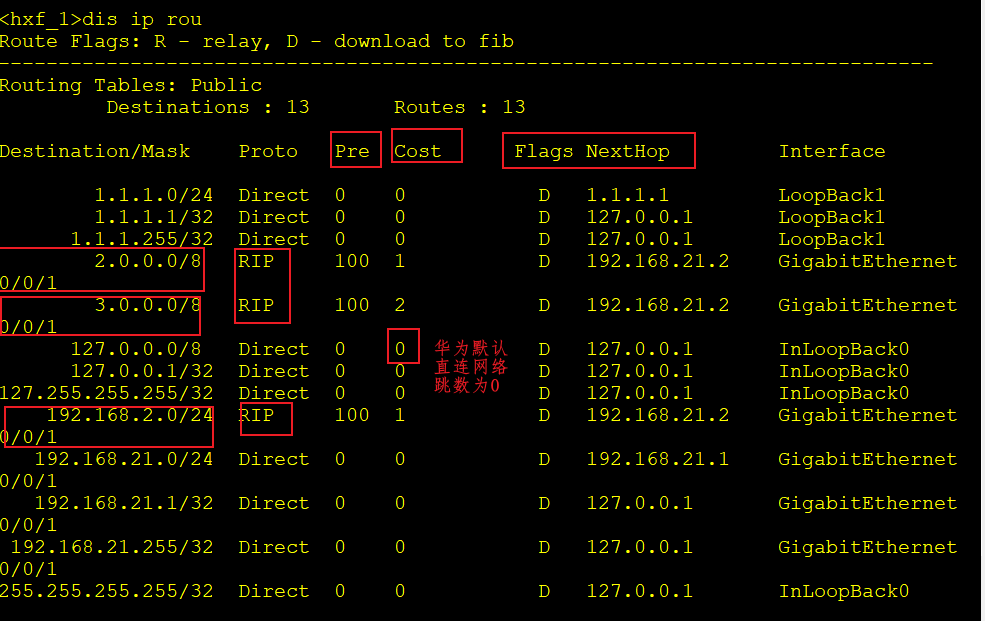 <hxf_1>dis ip rou
Route Flags: R - relay, D - download to fib
------------------------------------------------------------------------------
Routing Tables: Public
Destinations : 13 Routes : 13
Destination/Mask Proto Pre Cost Flags NextHop Interface
1.1.1.0/24 Direct 0 0 D 1.1.1.1 LoopBack1
1.1.1.1/32 Direct 0 0 D 127.0.0.1 LoopBack1
1.1.1.255/32 Direct 0 0 D 127.0.0.1 LoopBack1
2.0.0.0/8 RIP 100 1 D 192.168.21.2 GigabitEthernet
0/0/1
3.0.0.0/8 RIP 100 2 D 192.168.21.2 GigabitEthernet
0/0/1
127.0.0.0/8 Direct 0 0 D 127.0.0.1 InLoopBack0
华为默认
127.0.0.1/32 Direct 0 0 D 127.0.0.1 InLoopBack0
直连网络
127.255.255.255/32 Direct 0 0 D 127.0.0.1 InLoopBack0
跳数为0
192.168.2.0/24 RIP 100 1 D 192.168.21.2 GigabitEthernet
0/0/1
192.168.21.0/24 Direct 0 0 D 192.168.21.1 GigabitEthernet
0/0/1
192.168.21.1/32 Direct 0 0 D 127.0.0.1 GigabitEthernet
0/0/1
192.168.21.255/32 Direct 0 0 D 127.0.0.1 GigabitEthernet
0/0/1
255.255.255.255/32 Direct 0 0 D 127.0.0.1 InLoopBack0